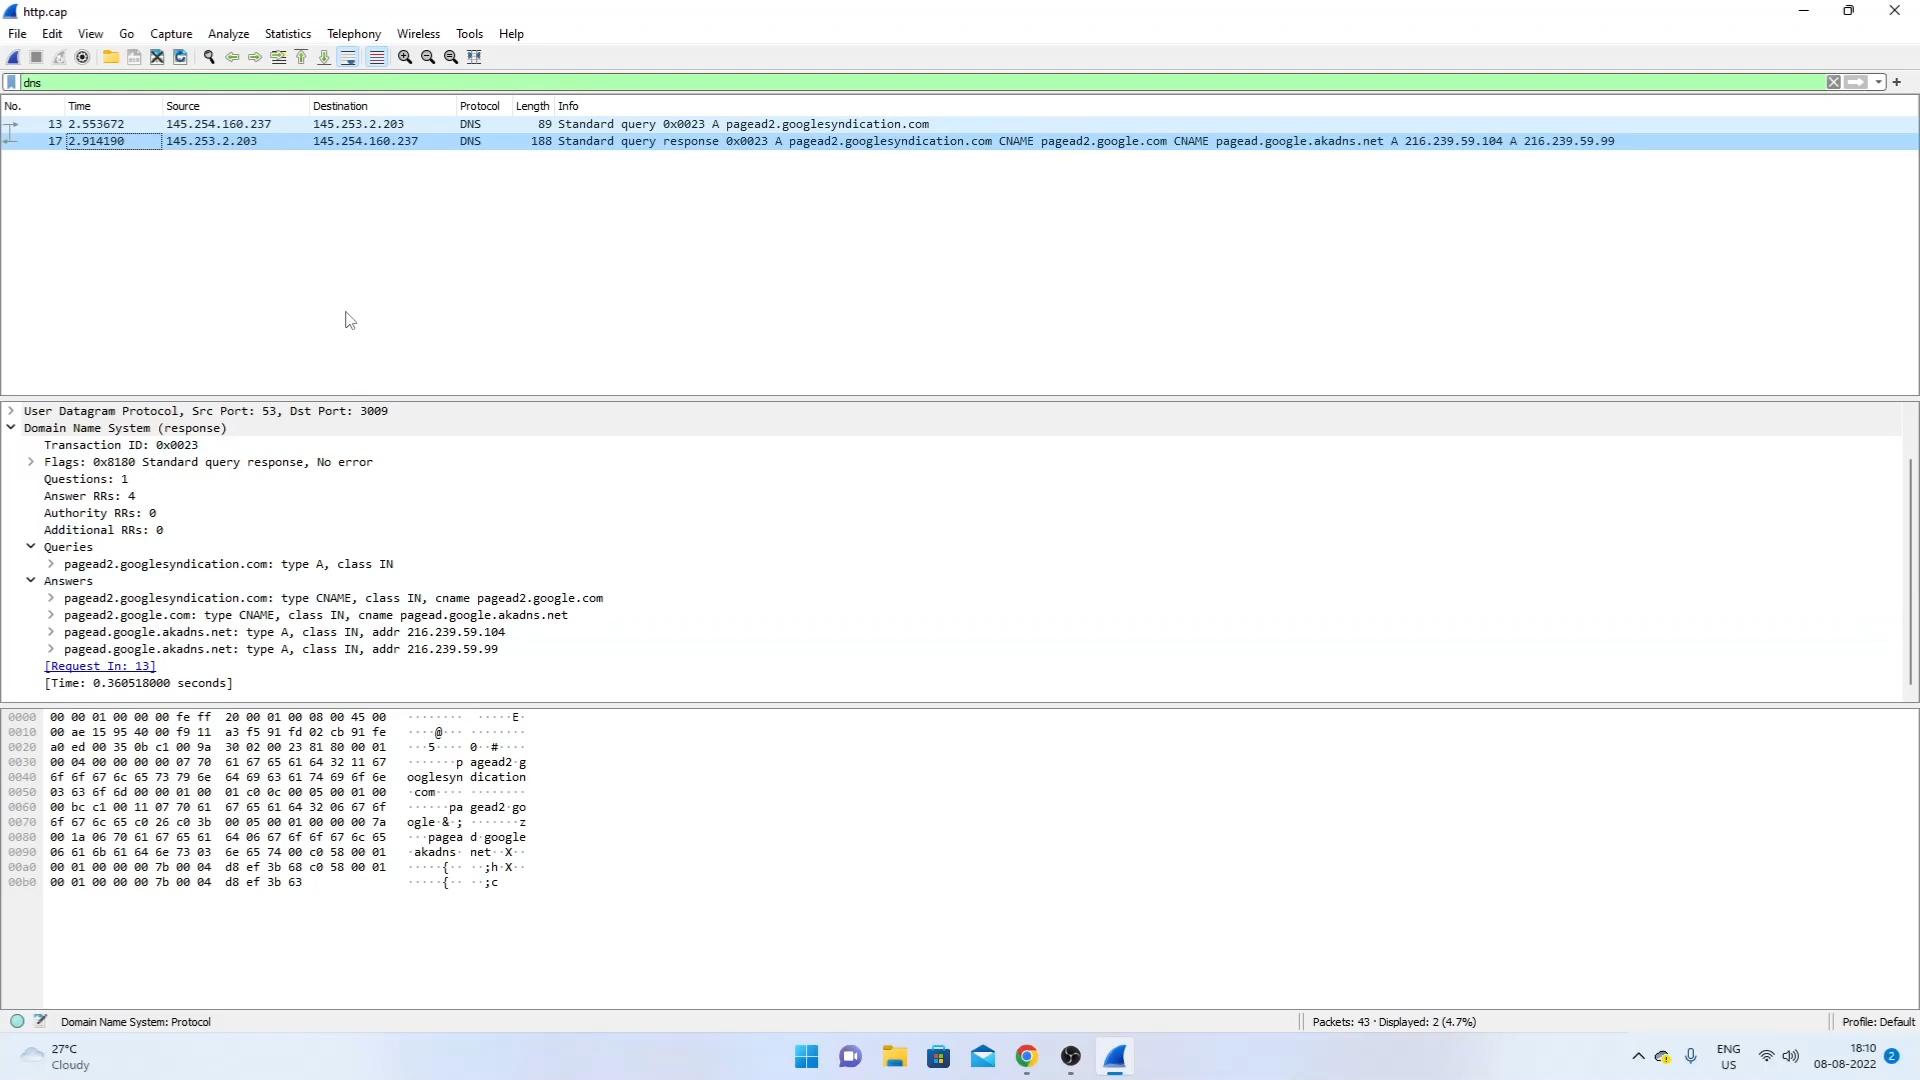 http.cap
File Edit View Go Capture Analyze Statistics Telephony Wireless Tools Help
dns
No. Time Source Destination Protocol Length Info
13 2.553672 145.254.160.237 145.253.2.203 DNS 89 Standard query 0x0023 A pagead2.googlesyndication.com
17 2.914190 145.253.2.203 145.254.160.237 DNS 188 Standard query response 0x0023 A pagead2.googlesyndication.com CNAME pagead2.google.com CNAME pagead.google.akadns.net A 216.239.59.104 A 216.239.59.99
User Datagram Protocol, Src Port: 53, Dst Port: 3009
Domain Name System (response)
Transaction ID: 0x0023
Flags: 0x8180 Standard query response, No error
Questions: 1
Answer RRs: 4
Authority RRs: 0
Additional RRs: 0
Queries
pagead2.googlesyndication.com: type A, class IN
Answers
pagead2.googlesyndication.com: type CNAME, class IN, cname pagead2.google.com
pagead2.google.com: type CNAME, class IN, cname pagead.google.akadns.net
pagead.google.akadns.net: type A, class IN, addr 216.239.59.104
pagead.google.akadns.net: type A, class IN, addr 216.239.59.99
[Request In: 13]
[Time: 0.360518000 seconds]
0000 00 00 01 00 00 00 fe ff 20 00 01 00 08 00 45 00 ········ ·····E·
0010 00 ae 15 95 40 00 f9 11 a3 f5 91 fd 02 cb 91 fe ····@··· ········
0020 a0 ed 00 35 0b c1 00 9a 30 02 00 23 81 80 00 01 ···5···· 0··#····
0030 00 04 00 00 00 00 07 70 61 67 65 61 64 32 11 67 ·······p agead2·g
0040 6f 6f 67 6c 65 73 79 6e 64 69 63 61 74 69 6f 6e ooglesyn dication
0050 03 63 6f 6d 00 00 01 00 01 c0 0c 00 05 00 01 00 ·com···· ········
0060 00 bc c1 00 11 07 70 61 67 65 61 64 32 06 67 6f ······pa gead2·go
0070 6f 67 6c 65 c0 26 c0 3b 00 05 00 01 00 00 00 7a ogle·&·; ·······z
0080 00 1a 06 70 61 67 65 61 64 06 67 6f 6f 67 6c 65 ···pagea d·google
0090 06 61 6b 61 64 6e 73 03 6e 65 74 00 c0 58 00 01 ·akadns· net··X··
00a0 00 01 00 00 00 7b 00 04 d8 ef 3b 68 c0 58 00 01 ·····{·· ··;h·X··
00b0 00 01 00 00 00 7b 00 04 d8 ef 3b 63 ·····{·· ··;c
Domain Name System: Protocol Packets: 43 · Displayed: 2 (4.7%) Profile: Default
27°C
Cloudy
ENG
US
18:10
08-08-2022
2